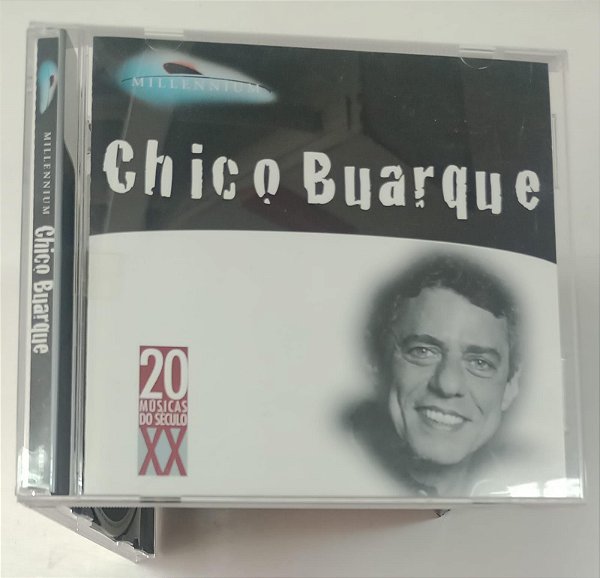 MILLENNIUM
Chico Buarque
20
MÚSICAS
DO SÉCULO
XX
MILLENNIUM
Chico Buarque